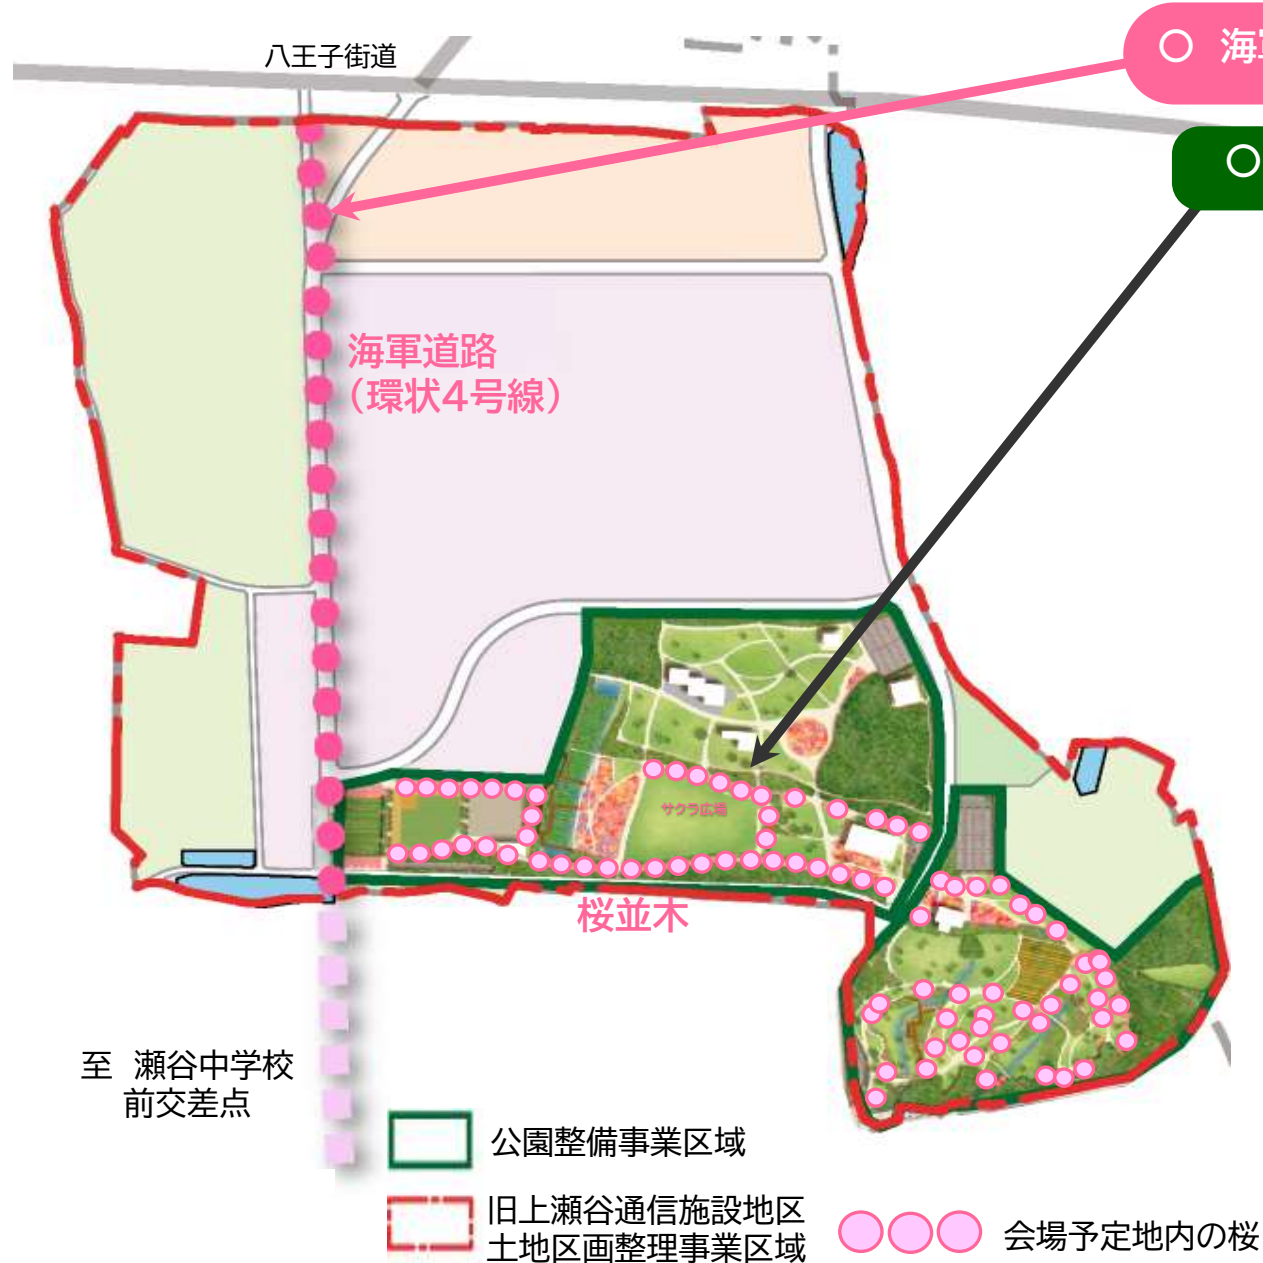 八王子街道
○ 海
○
海軍道路
（環状4号線）
サクラ広場
桜並木
至 瀬谷中学校
前交差点
公園整備事業区域
旧上瀬谷通信施設地区
土地区画整理事業区域
会場予定地内の桜